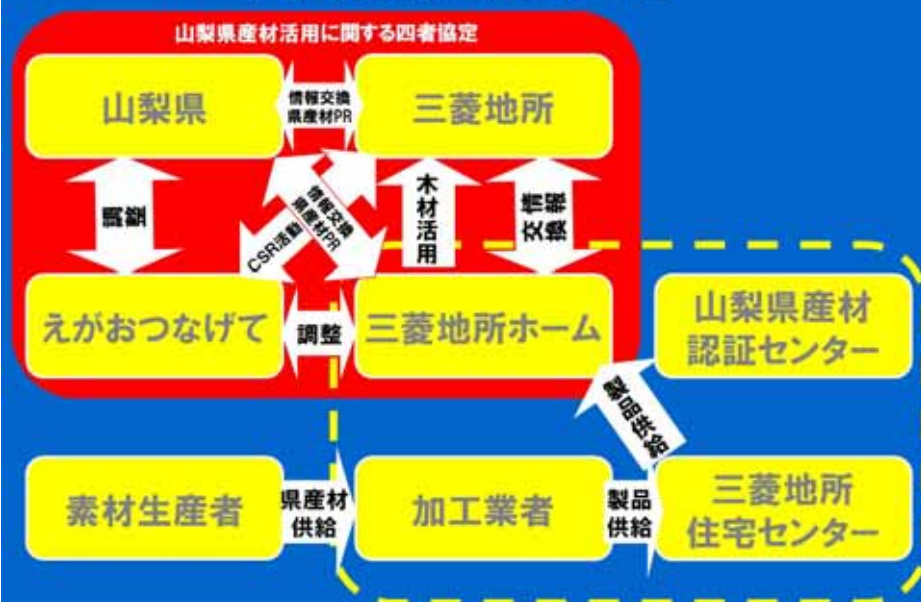 山梨県産材活用に関する四者協定
山梨県
情報交換
県産材PR
三菱地所
調整
CSR活動
情報交換
県産材PR
木材活用
情報
交換
えがおつなげて
調整
三菱地所ホーム
山梨県産材
認証センター
製品供給
素材生産者
県産材
供給
加工業者
製品
供給
三菱地所
住宅センター